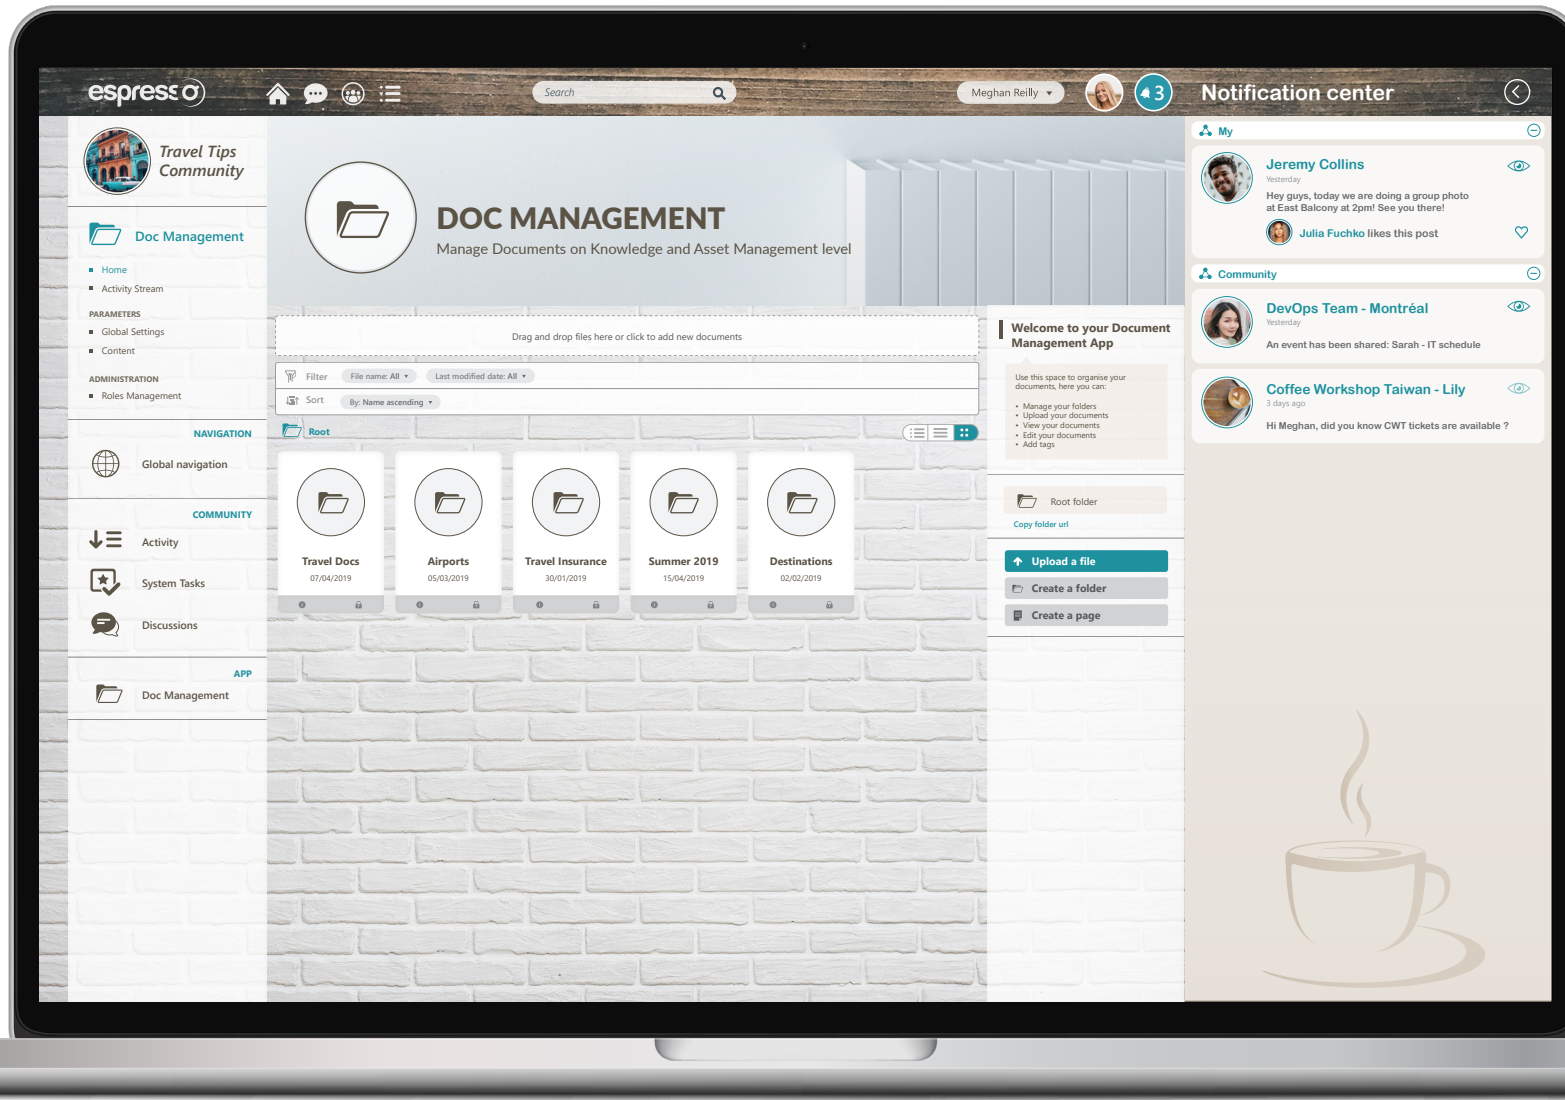 espresso
Search
Meghan Reilly
3
Notification center
Travel Tips
Community
Doc Management
Home
Activity Stream
PARAMETERS
Global Settings
Content
ADMINISTRATION
Roles Management
NAVIGATION
Global navigation
COMMUNITY
Activity
System Tasks
Discussions
APP
Doc Management
DOC MANAGEMENT
Manage Documents on Knowledge and Asset Management level
Drag and drop files here or click to add new documents
Filter File name: All Last modified date: All
Sort By: Name ascending
Root
Travel Docs
07/04/2019
Airports
05/03/2019
Travel Insurance
30/01/2019
Summer 2019
15/04/2019
Destinations
02/02/2019
Welcome to your Document
Management App
Use this space to organise your
documents, here you can:
• Manage your folders
• Upload your documents
• View your documents
• Edit your documents
• Add tags
Root folder
Copy folder url
Upload a file
Create a folder
Create a page
My
Jeremy Collins
Yesterday
Hey guys, today we are doing a group photo
at East Balcony at 2pm! See you there!
Julia Fuchko likes this post
Community
DevOps Team - Montréal
Yesterday
An event has been shared: Sarah - IT schedule
Coffee Workshop Taiwan - Lily
3 days ago
Hi Meghan, did you know CWT tickets are available ?